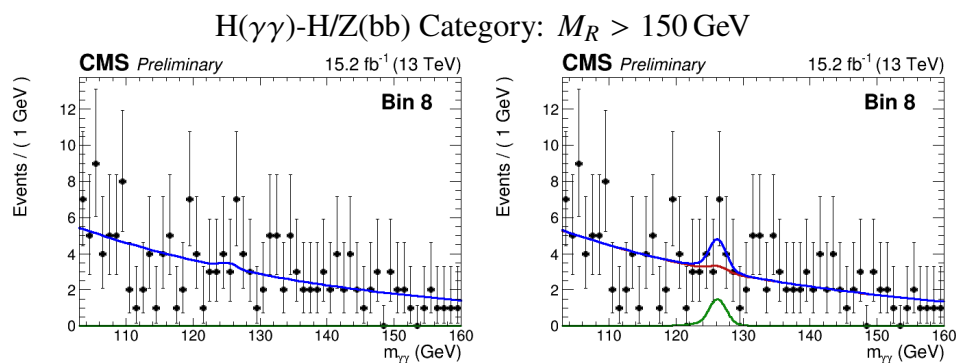 H(γγ)-H/Z(bb) Category: M_R > 150 GeV
CMS Preliminary 15.2 fb⁻¹ (13 TeV)
Bin 8
Events / ( 1 GeV )
12
10
8
6
4
2
0
110 120 130 140 150 160
m_γγ (GeV)
CMS Preliminary 15.2 fb⁻¹ (13 TeV)
Bin 8
Events / ( 1 GeV )
12
10
8
6
4
2
0
110 120 130 140 150 160
m_γγ (GeV)